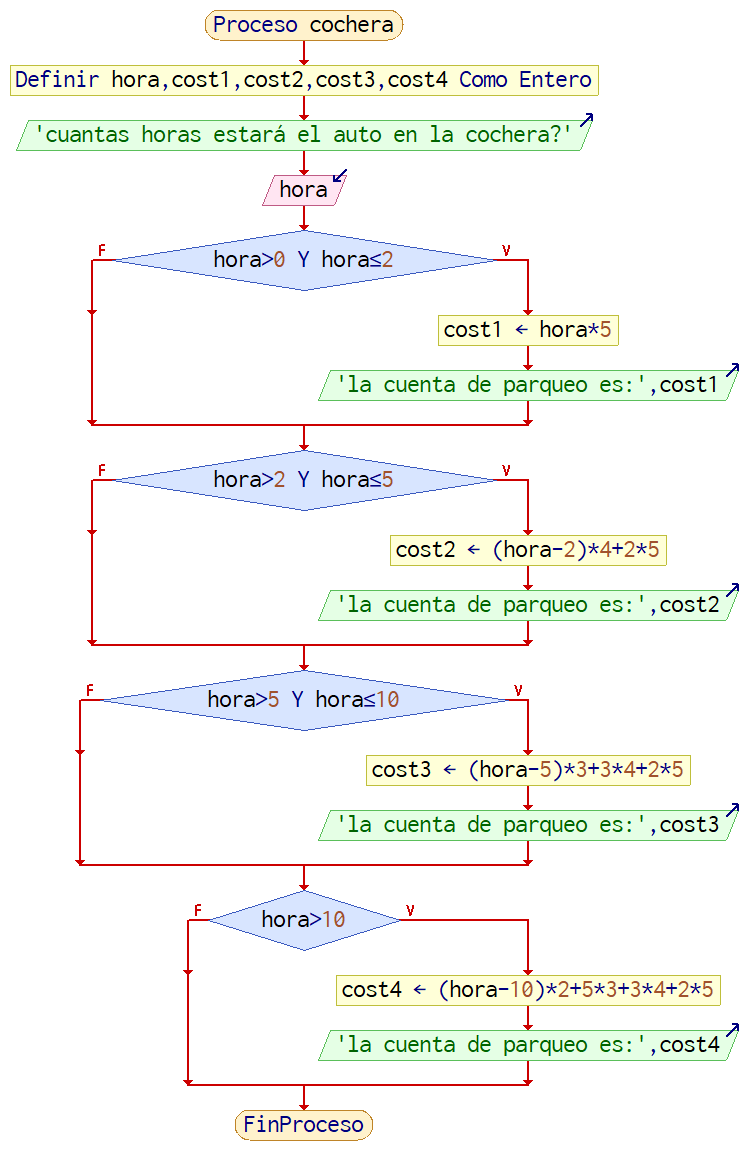 Proceso cochera
Definir hora,cost1,cost2,cost3,cost4 Como Entero
'cuantas horas estará el auto en la cochera?'
hora
F
hora>0 Y hora≤2
V
cost1 ← hora*5
'la cuenta de parqueo es:',cost1
F
hora>2 Y hora≤5
V
cost2 ← (hora-2)*4+2*5
'la cuenta de parqueo es:',cost2
F
hora>5 Y hora≤10
V
cost3 ← (hora-5)*3+3*4+2*5
'la cuenta de parqueo es:',cost3
F
hora>10
V
cost4 ← (hora-10)*2+5*3+3*4+2*5
'la cuenta de parqueo es:',cost4
FinProceso